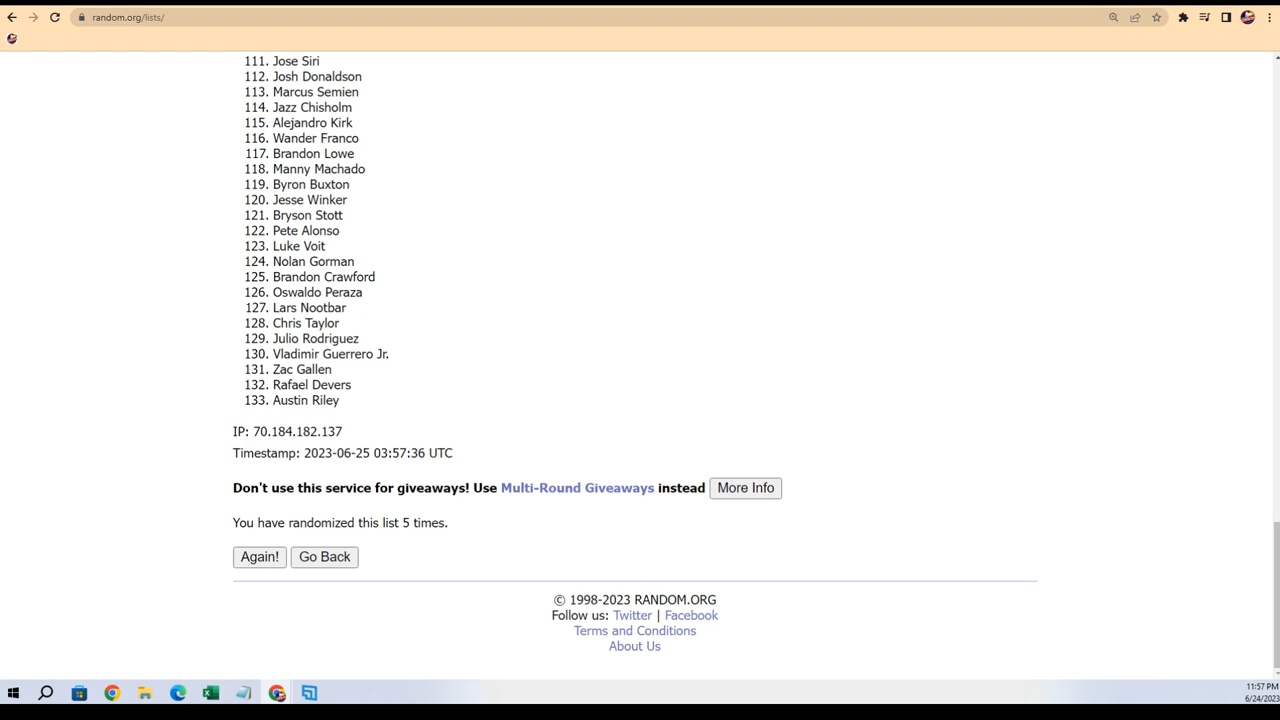 random.org/lists/
111. Jose Siri
112. Josh Donaldson
113. Marcus Semien
114. Jazz Chisholm
115. Alejandro Kirk
116. Wander Franco
117. Brandon Lowe
118. Manny Machado
119. Byron Buxton
120. Jesse Winker
121. Bryson Stott
122. Pete Alonso
123. Luke Voit
124. Nolan Gorman
125. Brandon Crawford
126. Oswaldo Peraza
127. Lars Nootbar
128. Chris Taylor
129. Julio Rodriguez
130. Vladimir Guerrero Jr.
131. Zac Gallen
132. Rafael Devers
133. Austin Riley
IP: 70.184.182.137
Timestamp: 2023-06-25 03:57:36 UTC
Don't use this service for giveaways! Use Multi-Round Giveaways instead More Info
You have randomized this list 5 times.
Again! Go Back
© 1998-2023 RANDOM.ORG
Follow us: Twitter | Facebook
Terms and Conditions
About Us
11:57 PM
6/24/2023